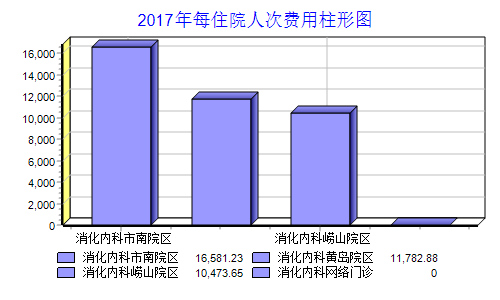 2017年每住院人次费用柱形图
16,000
14,000
12,000
10,000
8,000
6,000
4,000
2,000
0
消化内科市南院区 消化内科崂山院区
消化内科市南院区 16,581.23 消化内科黄岛院区 11,782.88
消化内科崂山院区 10,473.65 消化内科网络门诊 0